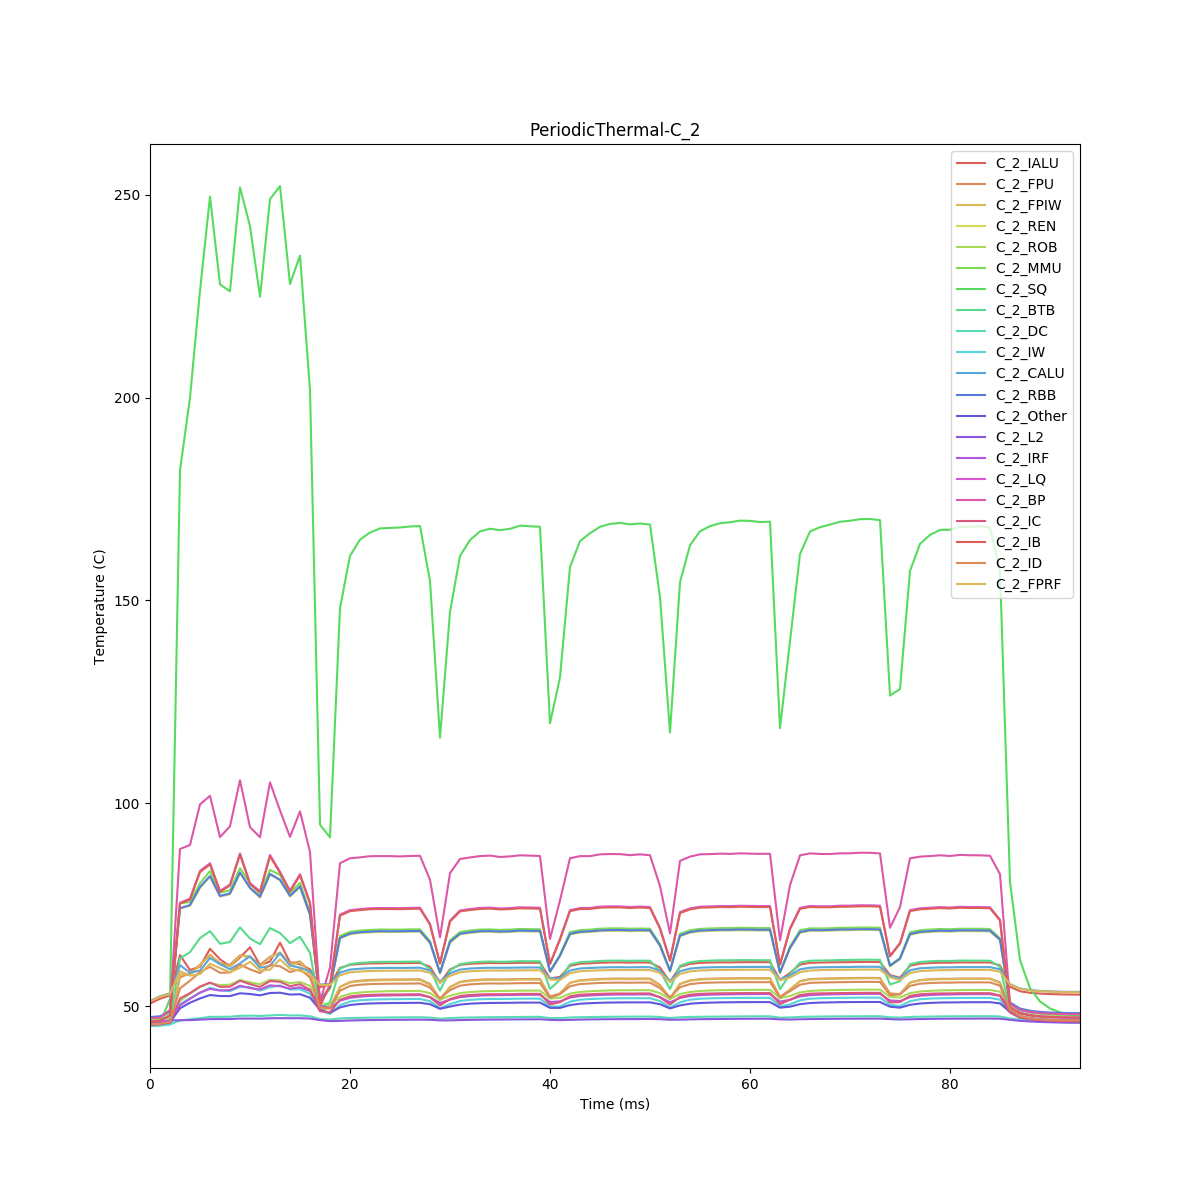 PeriodicThermal-C_2
250
200
150
100
50
Temperature (C)
0
20
40
60
80
Time (ms)
C_2_IALU
C_2_FPU
C_2_FPIW
C_2_REN
C_2_ROB
C_2_MMU
C_2_SQ
C_2_BTB
C_2_DC
C_2_IW
C_2_CALU
C_2_RBB
C_2_Other
C_2_L2
C_2_IRF
C_2_LQ
C_2_BP
C_2_IC
C_2_IB
C_2_ID
C_2_FPRF